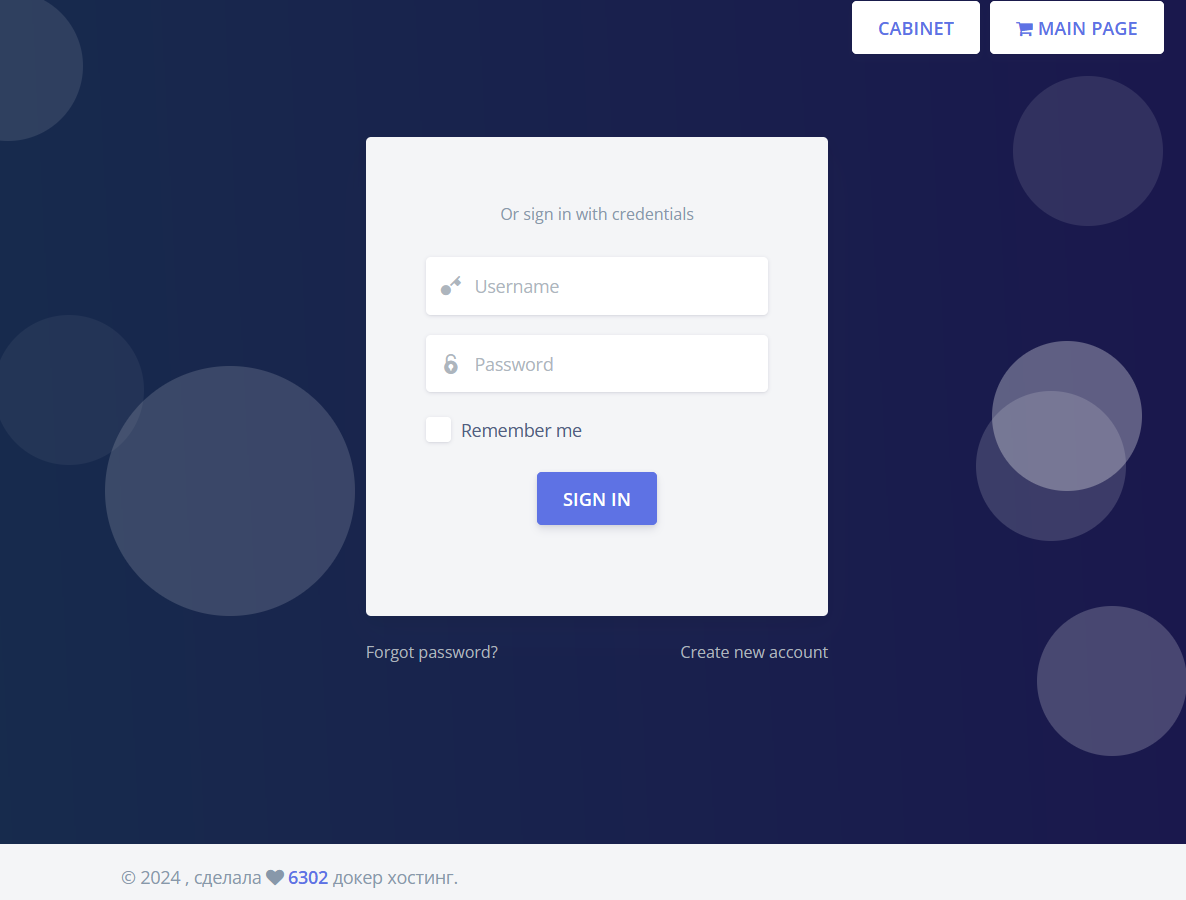 CABINET
MAIN PAGE
Or sign in with credentials
Username
Password
Remember me
SIGN IN
Forgot password?
Create new account
© 2024 , сделала 6302 докер хостинг.